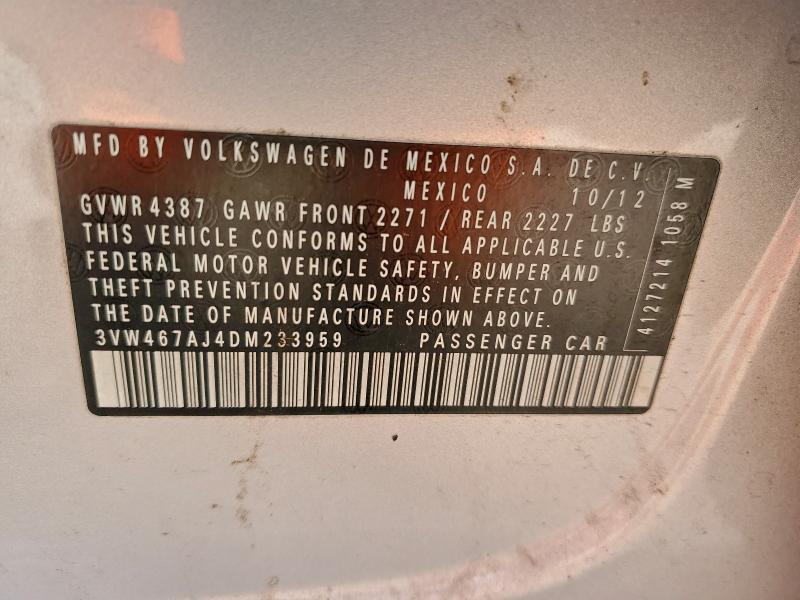 MFD BY VOLKSWAGEN DE MEXICO S.A. DE C.V.
MEXICO 10/12
GVWR 4387 GAWR FRONT 2271 / REAR 2227 LBS
THIS VEHICLE CONFORMS TO ALL APPLICABLE U.S.
FEDERAL MOTOR VEHICLE SAFETY, BUMPER AND
THEFT PREVENTION STANDARDS IN EFFECT ON
THE DATE OF MANUFACTURE SHOWN ABOVE.
3VW467AJ4DM233959 PASSENGER CAR
4127214 1058 M